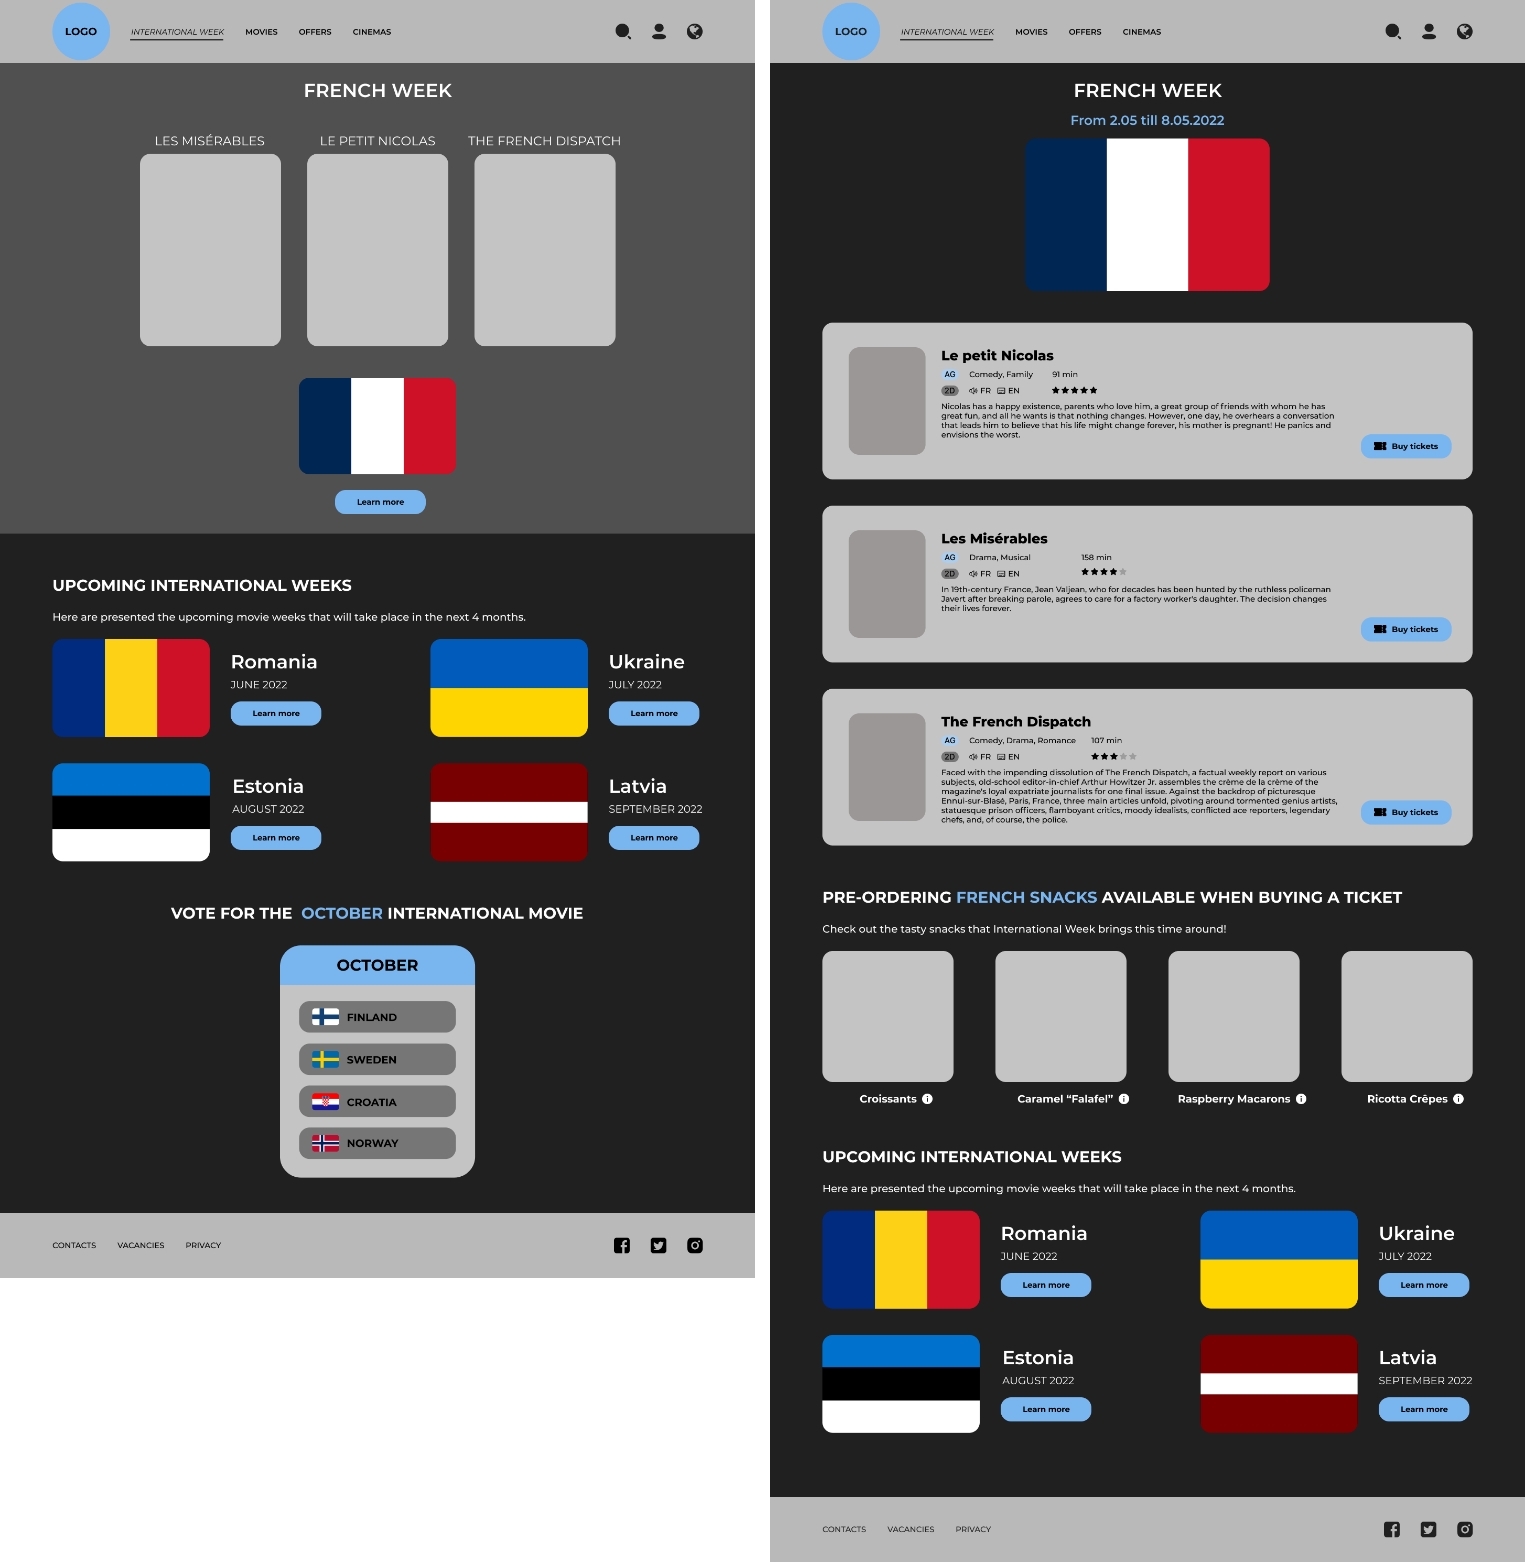 LOGO
INTERNATIONAL WEEK
MOVIES
OFFERS
CINEMAS
FRENCH WEEK
LES MISÉRABLES
LE PETIT NICOLAS
THE FRENCH DISPATCH
Learn more
UPCOMING INTERNATIONAL WEEKS
Here are presented the upcoming movie weeks that will take place in the next 4 months.
Romania
JUNE 2022
Learn more
Ukraine
JULY 2022
Learn more
Estonia
AUGUST 2022
Learn more
Latvia
SEPTEMBER 2022
Learn more
VOTE FOR THE OCTOBER INTERNATIONAL MOVIE
OCTOBER
FINLAND
SWEDEN
CROATIA
NORWAY
CONTACTS
VACANCIES
PRIVACY
LOGO
INTERNATIONAL WEEK
MOVIES
OFFERS
CINEMAS
FRENCH WEEK
From 2.05 till 8.05.2022
Le petit Nicolas
AG Comedy, Family 91 min
2D FR EN
Nicolas has a happy existence, parents who love him, a great group of friends with whom he has
great fun, and all he wants is that nothing changes. However, one day, he overhears a conversation
that leads him to believe that his life might change forever, his mother is pregnant! He panics and
envisions the worst.
Buy tickets
Les Misérables
AG Drama, Musical 158 min
2D FR EN
In 19th-century France, Jean Valjean, who for decades has been hunted by the ruthless policeman
Javert after breaking parole, agrees to care for a factory worker's daughter. The decision changes
their lives forever.
Buy tickets
The French Dispatch
AG Comedy, Drama, Romance 107 min
2D FR EN
Faced with the impending dissolution of The French Dispatch, a factual weekly report on various
subjects, old-school editor-in-chief Arthur Howitzer Jr. assembles the crème de la crème of the
magazine's loyal expatriate journalists for one final issue. Against the backdrop of picturesque
Ennui-sur-Blasé, Paris, France, three main articles unfold, pivoting around tormented genius artists,
statuesque prison officers, flamboyant critics, moody idealists, conflicted ace reporters, legendary
chefs, and, of course, the police.
Buy tickets
PRE-ORDERING FRENCH SNACKS AVAILABLE WHEN BUYING A TICKET
Check out the tasty snacks that International Week brings this time around!
Croissants
Caramel “Falafel”
Raspberry Macarons
Ricotta Crêpes
UPCOMING INTERNATIONAL WEEKS
Here are presented the upcoming movie weeks that will take place in the next 4 months.
Romania
JUNE 2022
Learn more
Ukraine
JULY 2022
Learn more
Estonia
AUGUST 2022
Learn more
Latvia
SEPTEMBER 2022
Learn more
CONTACTS
VACANCIES
PRIVACY